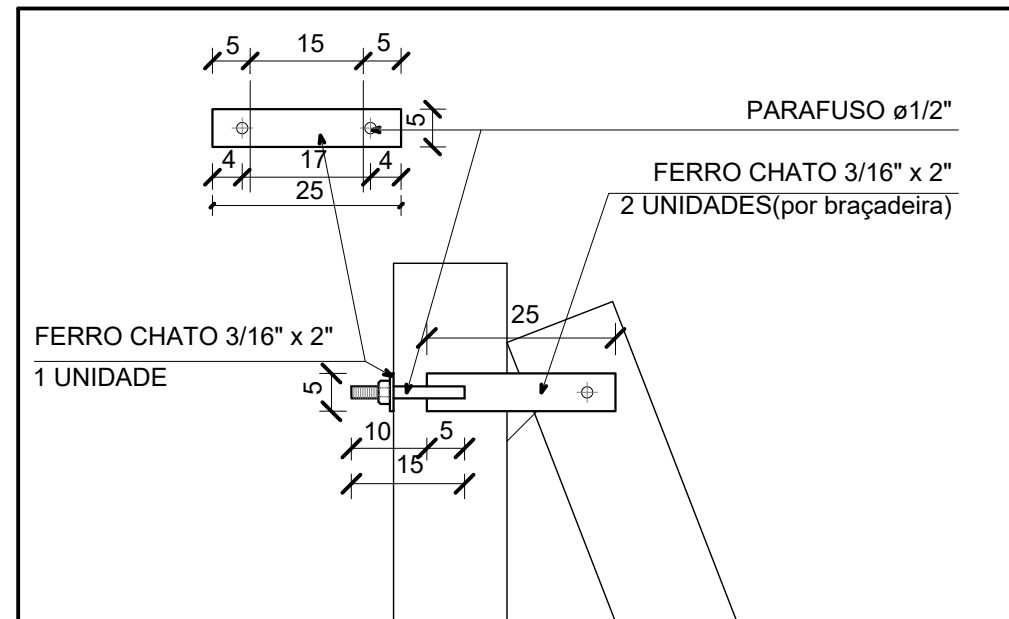 5 15 5
PARAFUSO ø1/2"
5
4 17 4
25
FERRO CHATO 3/16" x 2"
2 UNIDADES(por braçadeira)
25
FERRO CHATO 3/16" x 2"
1 UNIDADE
5
10 5
15